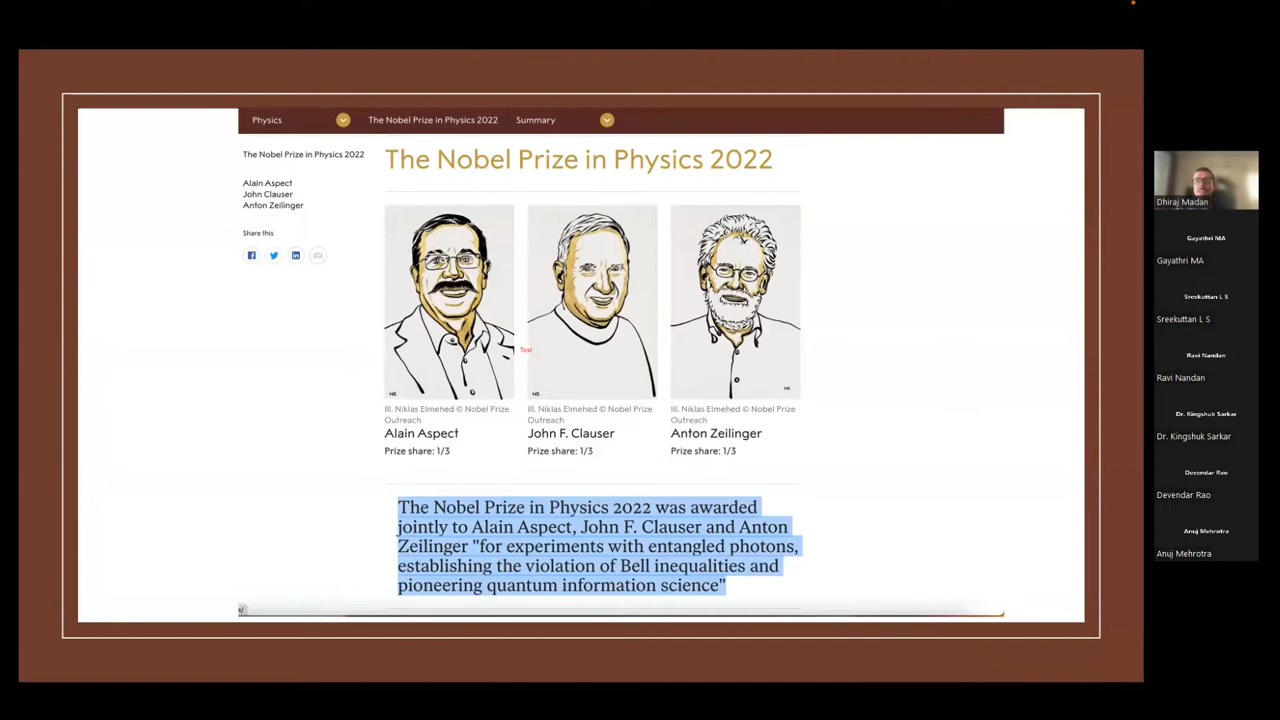 Physics
The Nobel Prize in Physics 2022
Summary
The Nobel Prize in Physics 2022
Alain Aspect
John Clauser
Anton Zeilinger
Share this
The Nobel Prize in Physics 2022
Text
Ill. Niklas Elmehed © Nobel Prize
Outreach
Alain Aspect
Prize share: 1/3
Ill. Niklas Elmehed © Nobel Prize
Outreach
John F. Clauser
Prize share: 1/3
Ill. Niklas Elmehed © Nobel Prize
Outreach
Anton Zeilinger
Prize share: 1/3
The Nobel Prize in Physics 2022 was awarded
jointly to Alain Aspect, John F. Clauser and Anton
Zeilinger "for experiments with entangled photons,
establishing the violation of Bell inequalities and
pioneering quantum information science"
Dhiraj Madan
Gayathri MA
Gayathri MA
Sreekuttan L S
Sreekuttan L S
Ravi Nandan
Ravi Nandan
Dr. Kingshuk Sarkar
Dr. Kingshuk Sarkar
Devendar Rao
Devendar Rao
Anuj Mehrotra
Anuj Mehrotra